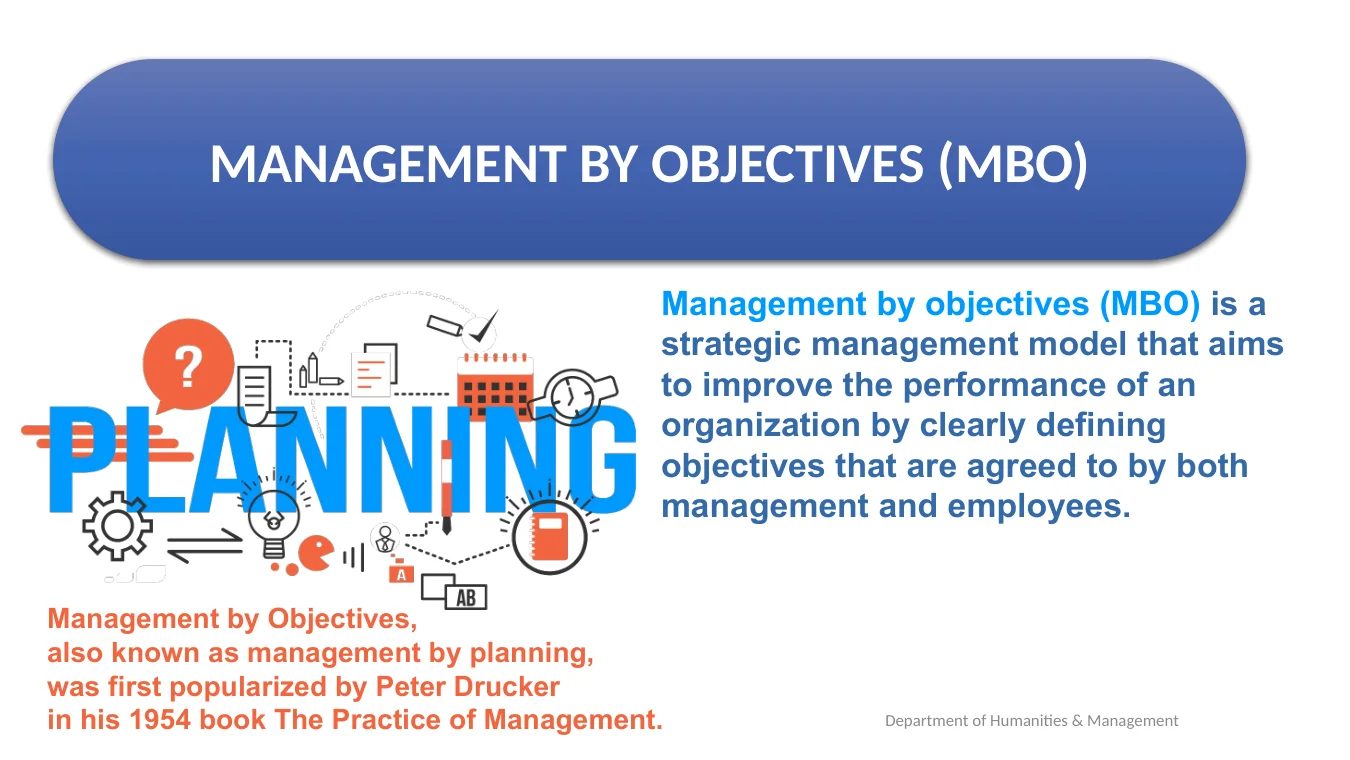 MANAGEMENT BY OBJECTIVES (MBO)
Management by objectives (MBO) is a
strategic management model that aims
to improve the performance of an
organization by clearly defining
objectives that are agreed to by both
management and employees.
?
PLANNING
A
AB
Management by Objectives,
also known as management by planning,
was first popularized by Peter Drucker
in his 1954 book The Practice of Management.
Department of Humanities & Management